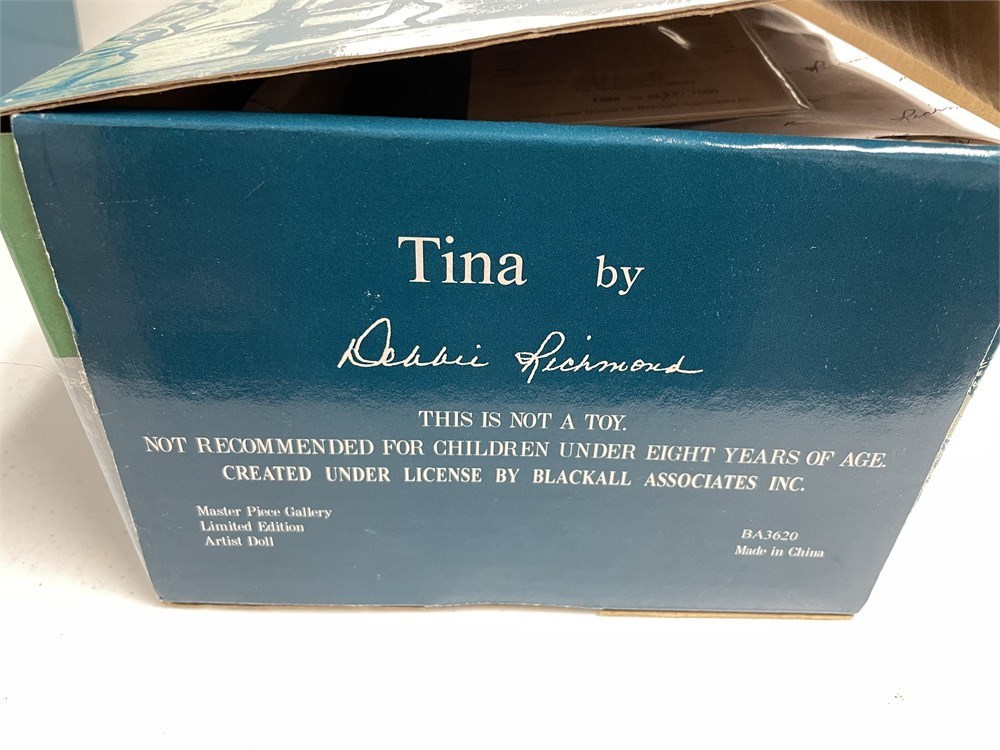 Tina by
Debbie Richmond
THIS IS NOT A TOY.
NOT RECOMMENDED FOR CHILDREN UNDER EIGHT YEARS OF AGE.
CREATED UNDER LICENSE BY BLACKALL ASSOCIATES INC.
Master Piece Gallery
Limited Edition
Artist Doll
BA3620
Made in China